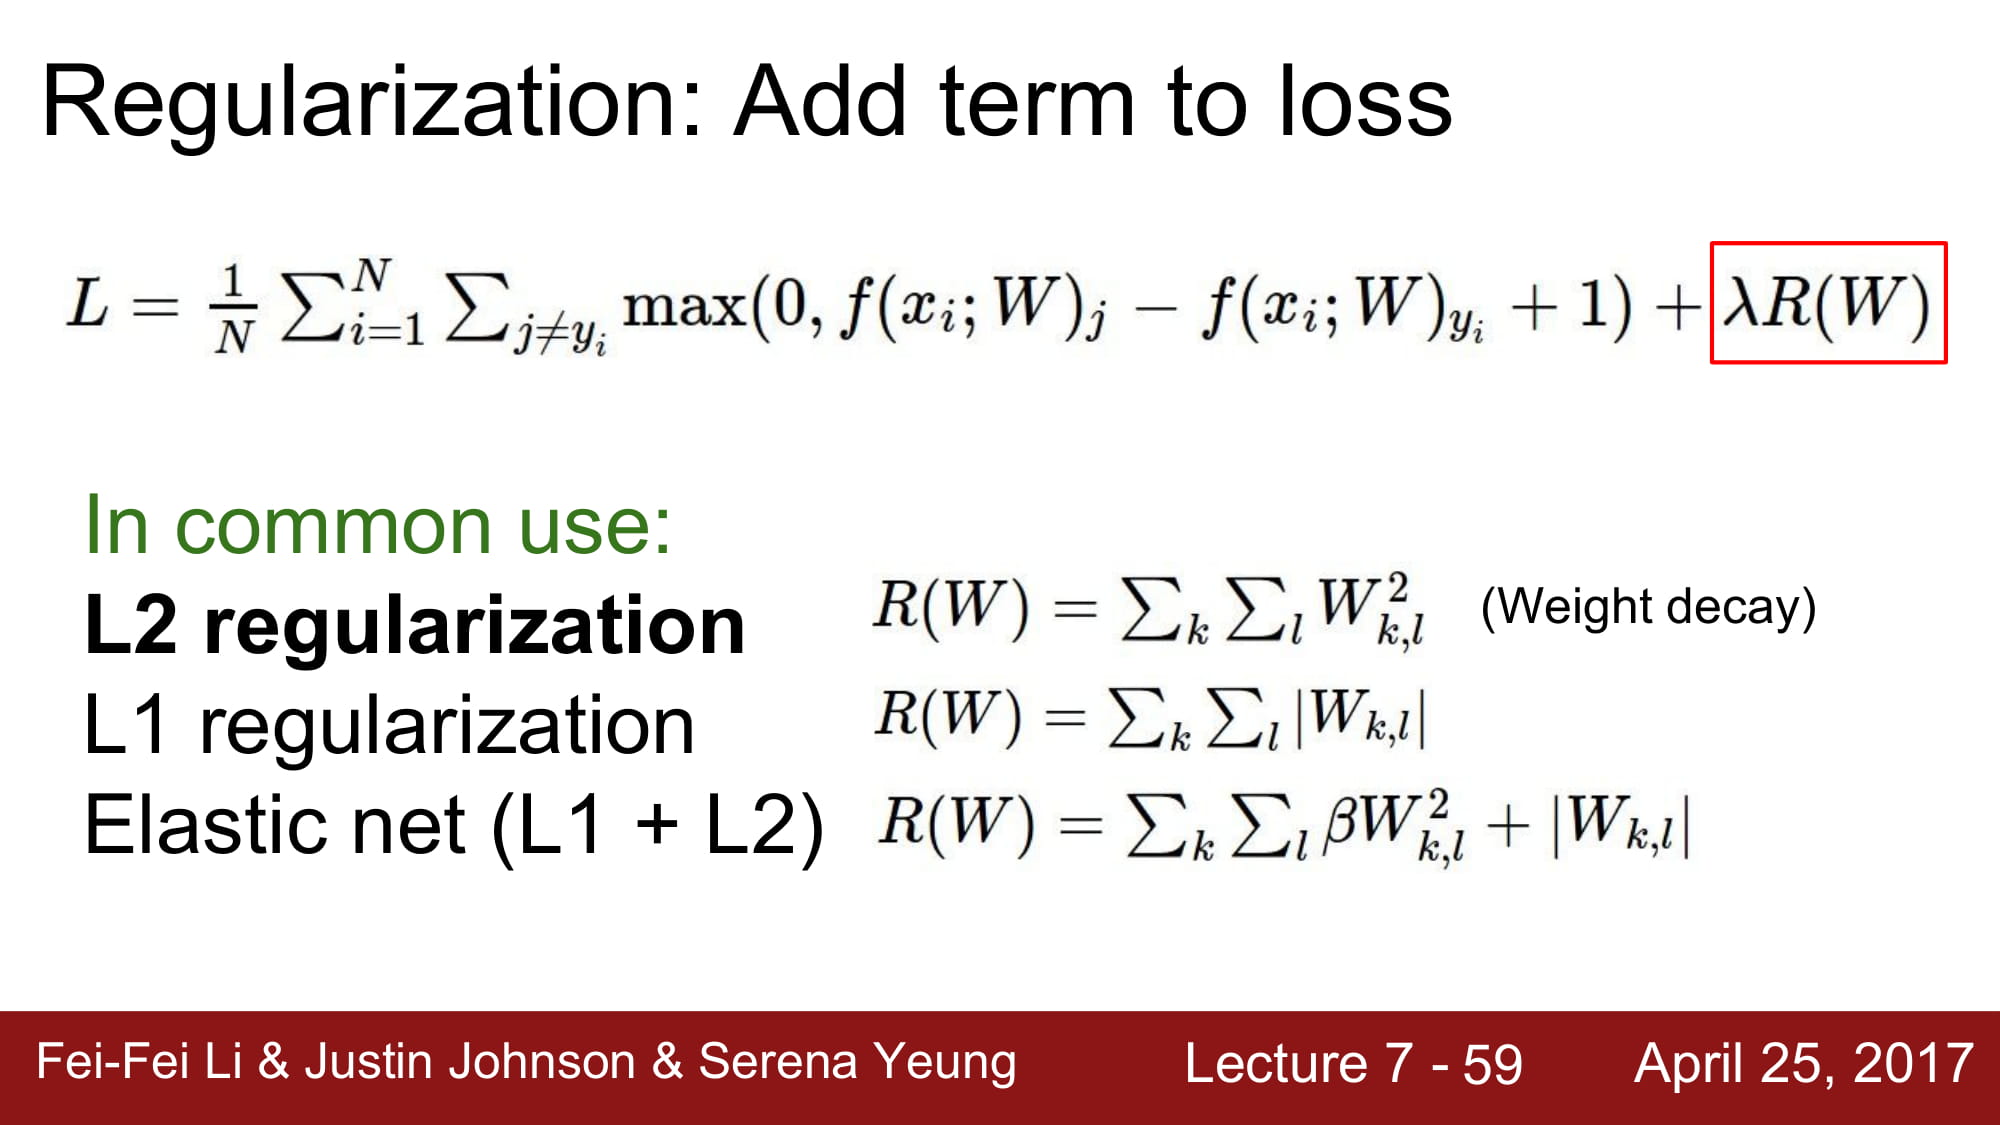 Regularization: Add term to loss
L = \frac{1}{N} \sum_{i=1}^{N} \sum_{j \neq y_i} \max(0, f(x_i; W)_j - f(x_i; W)_{y_i} + 1) + \lambda R(W)
In common use:
L2 regularization R(W) = \sum_k \sum_l W_{k,l}^2 (Weight decay)
L1 regularization R(W) = \sum_k \sum_l |W_{k,l}|
Elastic net (L1 + L2) R(W) = \sum_k \sum_l \beta W_{k,l}^2 + |W_{k,l}|
Fei-Fei Li & Justin Johnson & Serena Yeung Lecture 7 - 59 April 25, 2017